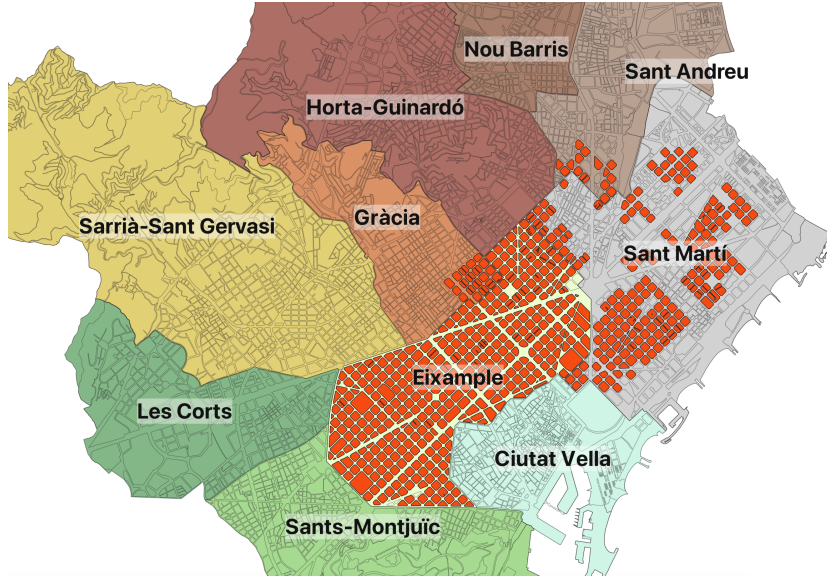 Nou Barris
Sant Andreu
Horta-Guinardó
Gràcia
Sarrià-Sant Gervasi
Sant Martí
Eixample
Les Corts
Ciutat Vella
Sants-Montjuïc